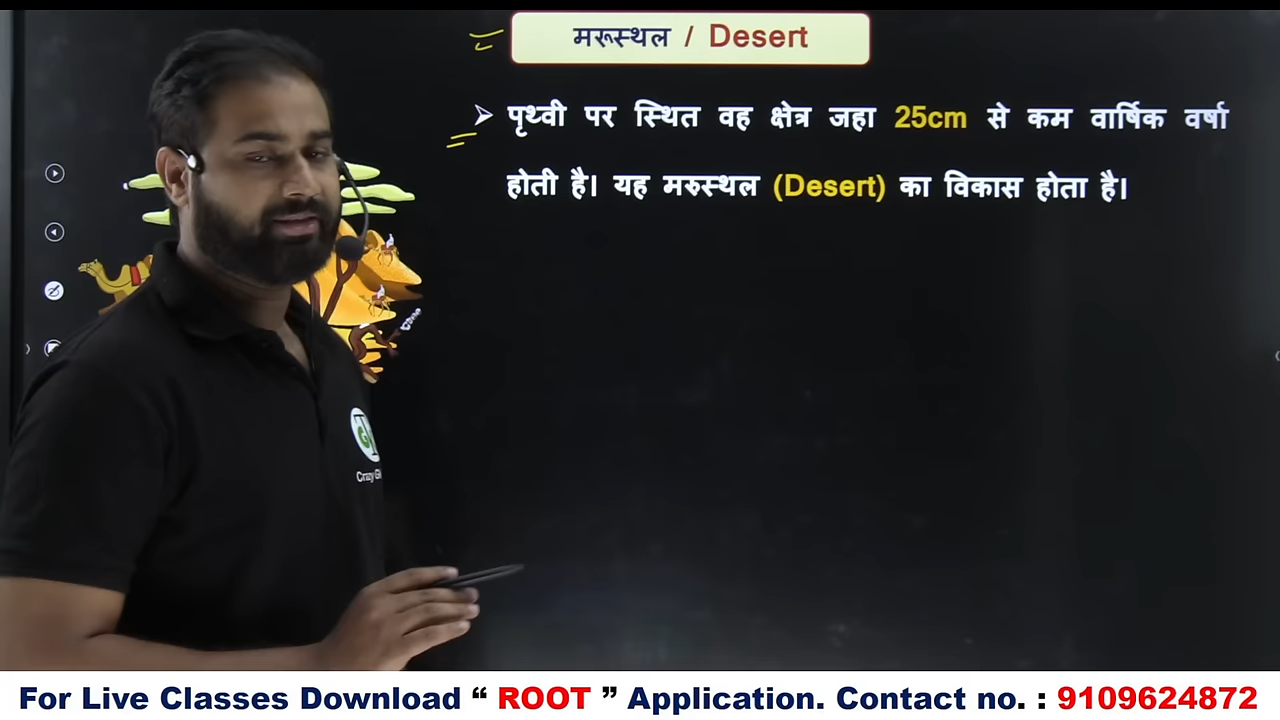 मरूस्थल / Desert
➢ पृथ्वी पर स्थित वह क्षेत्र जहा 25cm से कम वार्षिक वर्षा
होती है। यह मरुस्थल (Desert) का विकास होता है।
For Live Classes Download “ ROOT ” Application. Contact no. : 9109624872